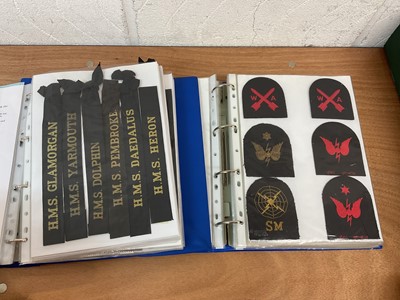 H.M.S. GLAMORGAN
H.M.S. YARMOUTH
H.M.S. DOLPHIN
H.M.S. PEMBROKE
H.M.S. DAEDALUS
H.M.S. HERON
W A
W A
SM